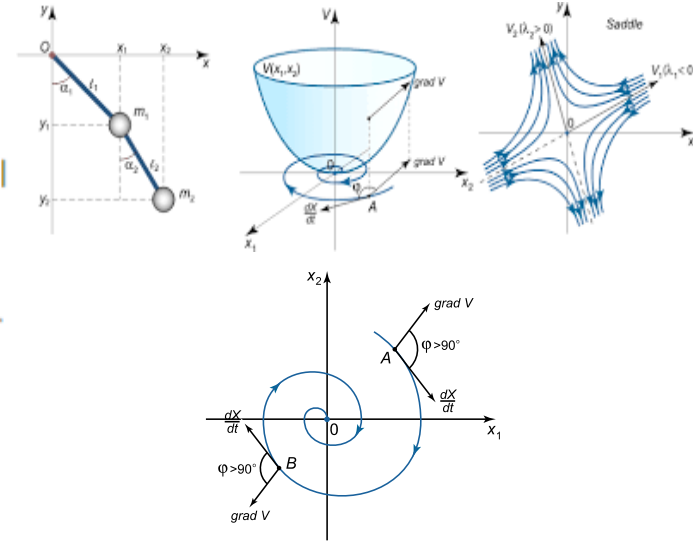 y
O
x₁
x₂
x
α₁
ℓ₁
m₁
y₁
α₂
ℓ₂
m₂
y₂
V
V(x₁,x₂)
grad V
0
grad V
φ
A
dX
dt
x₂
x₁
y
Saddle
V₂(λ₂>0)
V₁(λ₁<0
0
x
x₂
grad V
φ>90°
A
dX
dt
dX
dt
0
x₁
B
φ>90°
grad V